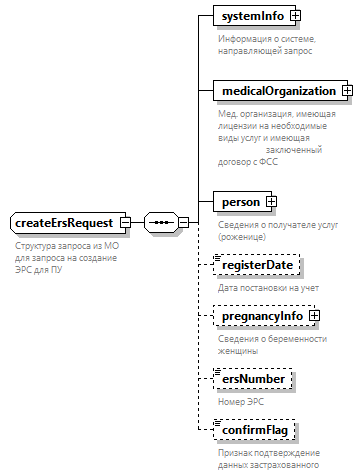 systemInfo
Информация о системе,
направляющей запрос
medicalOrganization
Мед. организация, имеющая
лицензии на необходимые
виды услуг и имеющая
заключенный
договор с ФСС
person
Сведения о получателе услуг
(роженице)
createErsRequest
Структура запроса из МО
для запроса на создание
ЭРС для ПУ
registerDate
Дата постановки на учет
pregnancyInfo
Сведения о беременности
женщины
ersNumber
Номер ЭРС
confirmFlag
Признак подтверждение
данных застрахованного